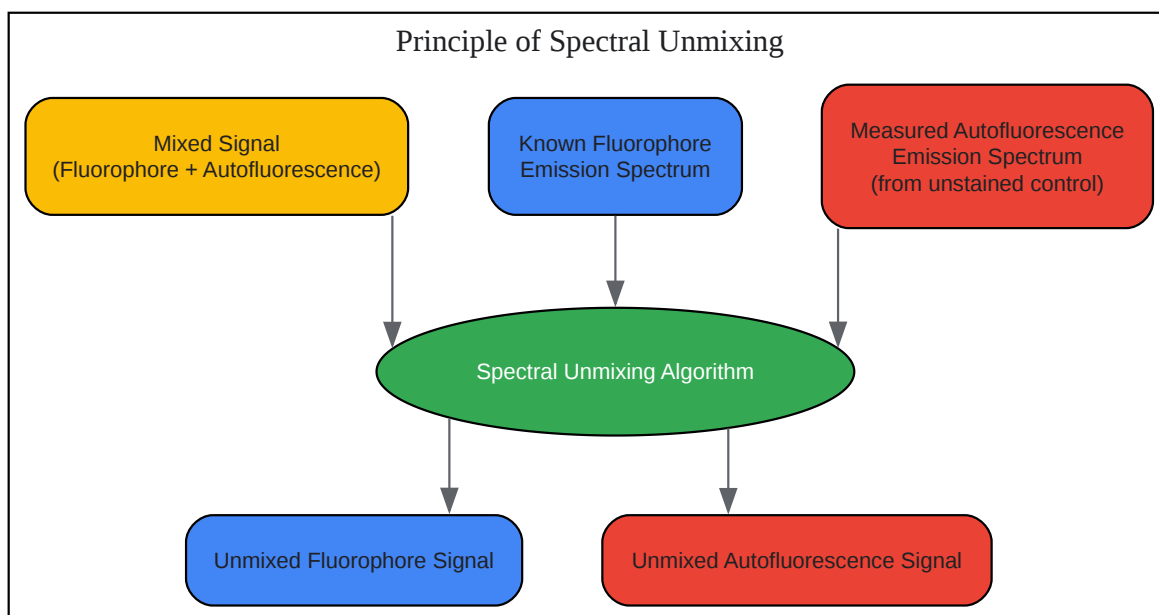 Principle of Spectral Unmixing
Mixed Signal
(Fluorophore + Autofluorescence)
Known Fluorophore
Emission Spectrum
Measured Autofluorescence
Emission Spectrum
(from unstained control)
Spectral Unmixing Algorithm
Unmixed Fluorophore Signal
Unmixed Autofluorescence Signal